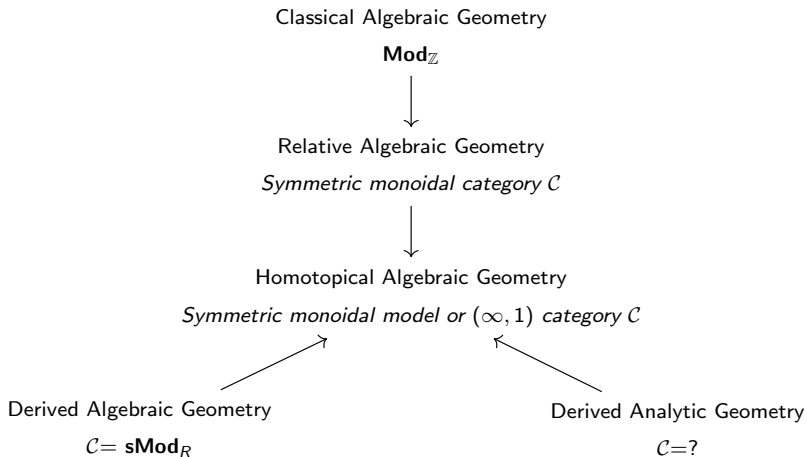 Classical Algebraic Geometry
Mod_ℤ
Relative Algebraic Geometry
Symmetric monoidal category 𝒞
Homotopical Algebraic Geometry
Symmetric monoidal model or (∞, 1) category 𝒞
Derived Algebraic Geometry
𝒞= sMod_R
Derived Analytic Geometry
𝒞=?